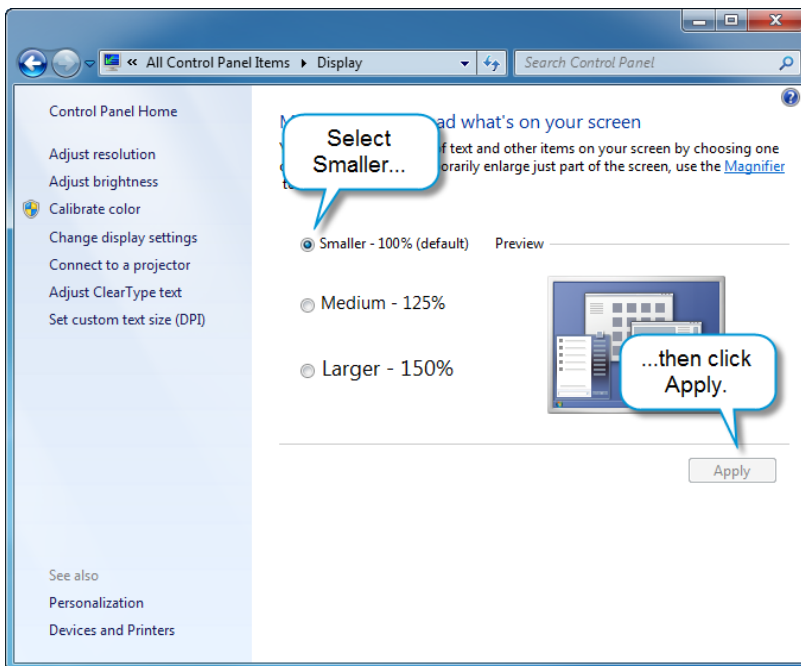 « All Control Panel Items ▸ Display
Search Control Panel
Control Panel Home
Adjust resolution
Adjust brightness
Calibrate color
Change display settings
Connect to a projector
Adjust ClearType text
Set custom text size (DPI)
See also
Personalization
Devices and Printers
ad what's on your screen
of text and other items on your screen by choosing one
orarily enlarge just part of the screen, use the Magnifier
Select
Smaller...
Smaller - 100% (default)
Preview
Medium - 125%
Larger - 150%
...then click
Apply.
Apply